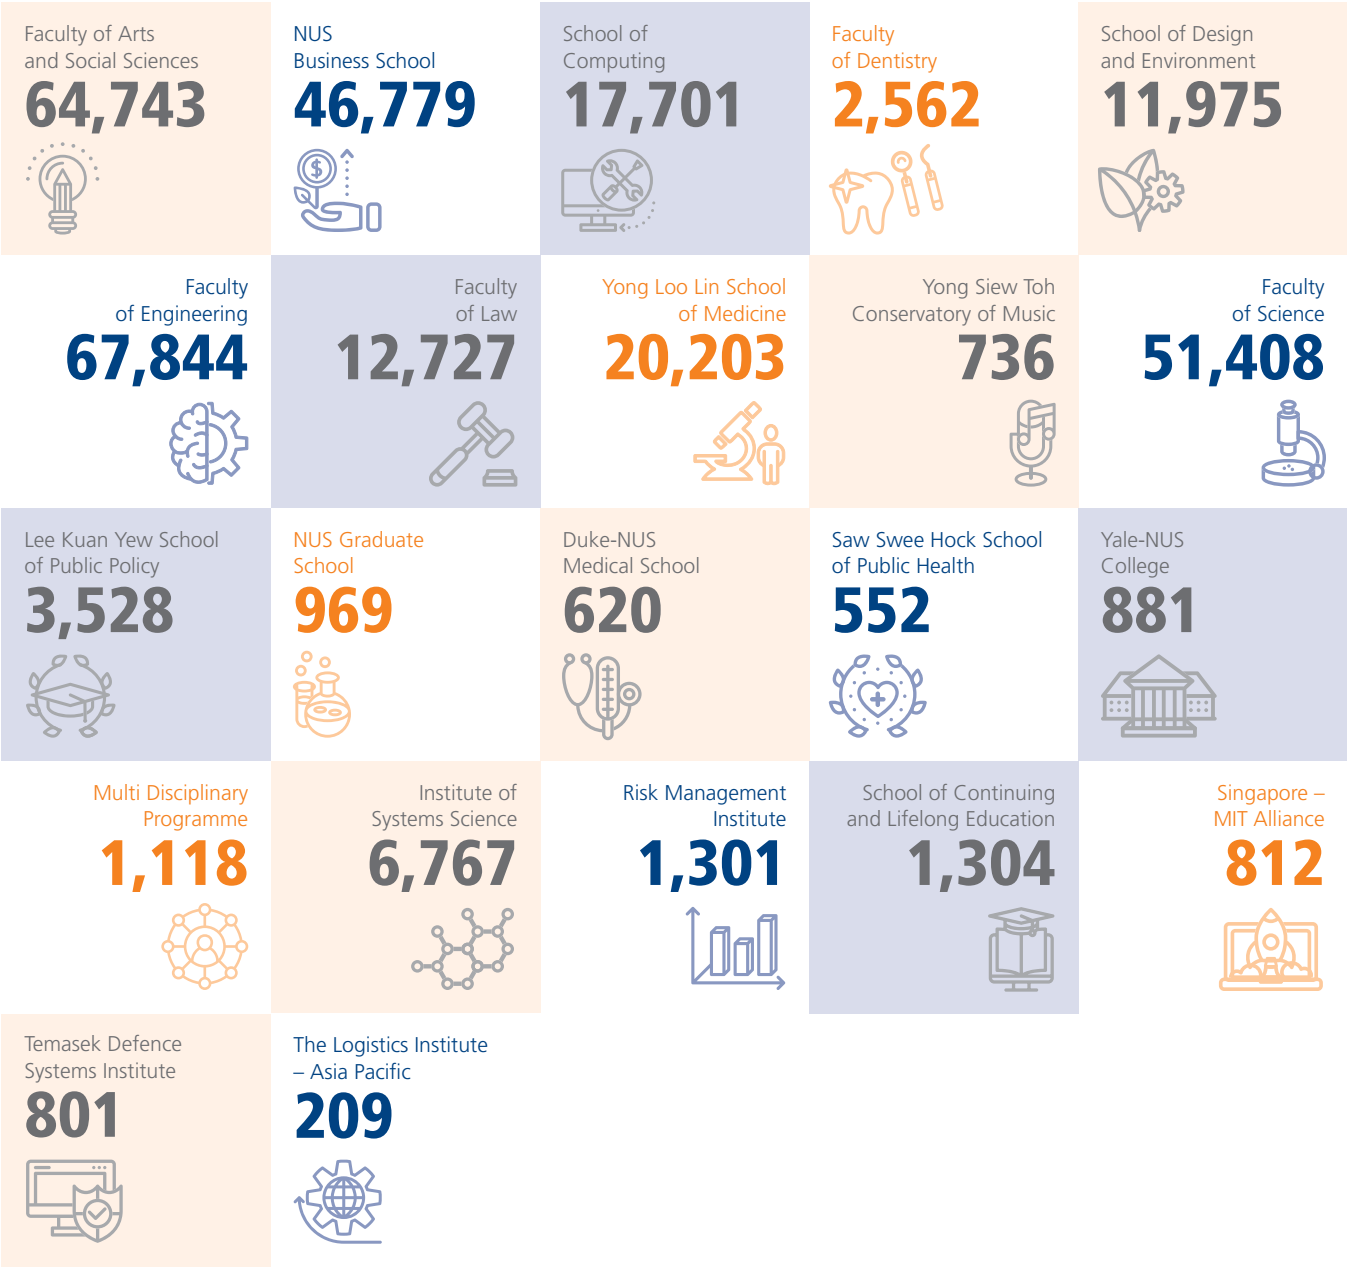 Faculty of Arts
and Social Sciences
64,743
NUS
Business School
46,779
School of
Computing
17,701
Faculty
of Dentistry
2,562
School of Design
and Environment
11,975
Faculty
of Engineering
67,844
Faculty
of Law
12,727
Yong Loo Lin School
of Medicine
20,203
Yong Siew Toh
Conservatory of Music
736
Faculty
of Science
51,408
Lee Kuan Yew School
of Public Policy
3,528
NUS Graduate
School
969
Duke-NUS
Medical School
620
Saw Swee Hock School
of Public Health
552
Yale-NUS
College
881
Multi Disciplinary
Programme
1,118
Institute of
Systems Science
6,767
Risk Management
Institute
1,301
School of Continuing
and Lifelong Education
1,304
Singapore –
MIT Alliance
812
Temasek Defence
Systems Institute
801
The Logistics Institute
– Asia Pacific
209